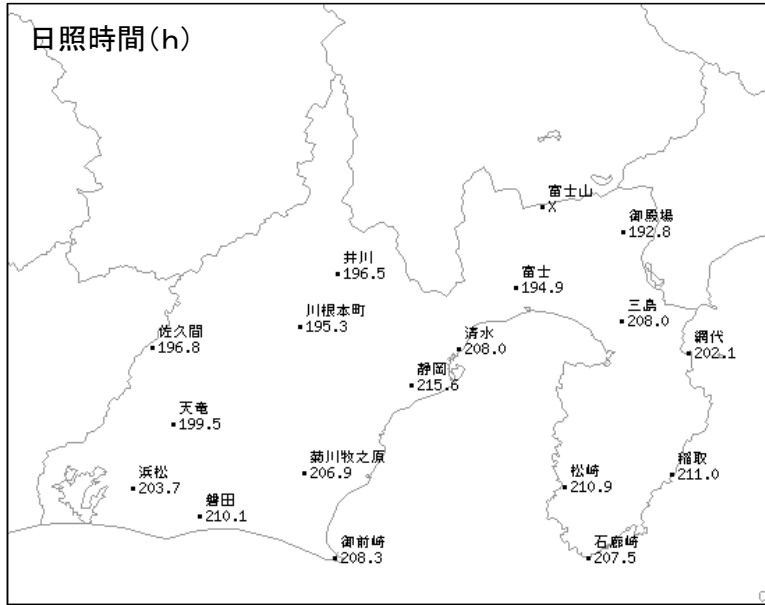 日照時間(h)
富士山
X
御殿場
192.8
井川
196.5
富士
194.9
川根本町
195.3
三島
208.0
佐久間
196.8
清水
208.0
網代
202.1
静岡
215.6
天竜
199.5
菊川牧之原
206.9
浜松
203.7
松崎
210.9
稲取
211.0
磐田
210.1
御前崎
208.3
石廊崎
207.5